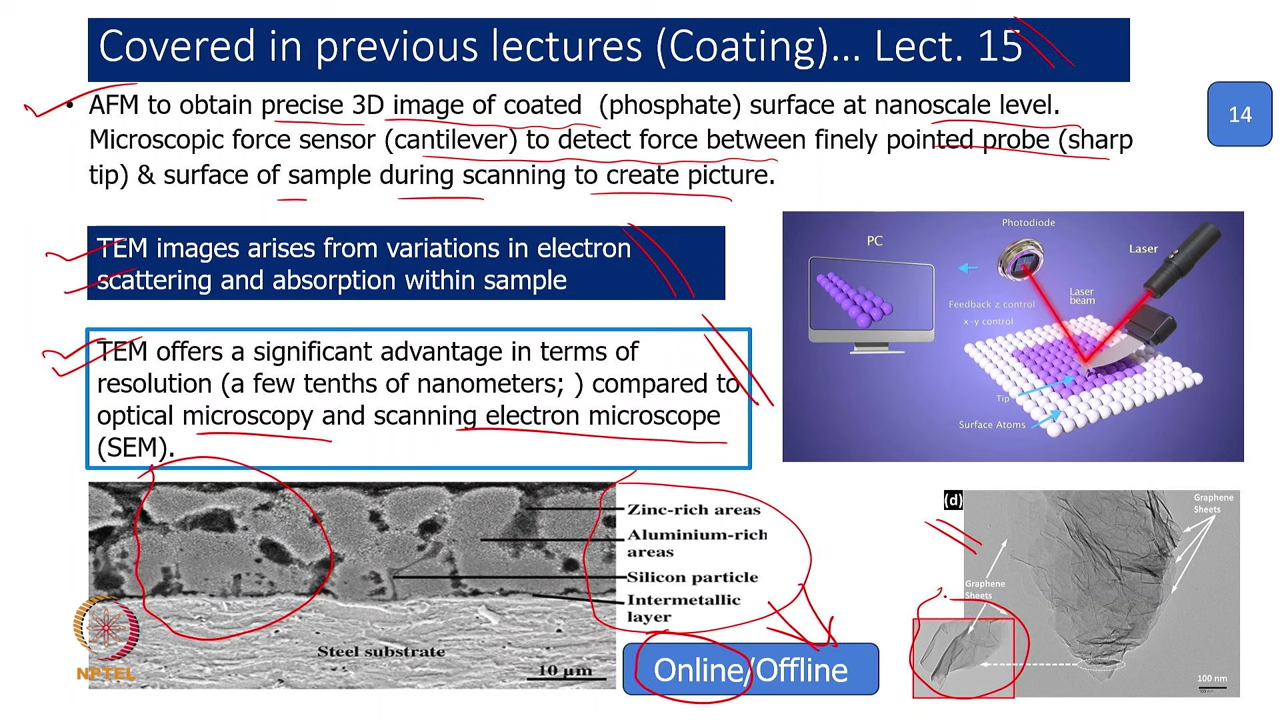 Covered in previous lectures (Coating)... Lect. 15
14
• AFM to obtain precise 3D image of coated (phosphate) surface at nanoscale level.
Microscopic force sensor (cantilever) to detect force between finely pointed probe (sharp
tip) & surface of sample during scanning to create picture.
TEM images arises from variations in electron
scattering and absorption within sample
TEM offers a significant advantage in terms of
resolution (a few tenths of nanometers; ) compared to
optical microscopy and scanning electron microscope
(SEM).
PC
Photodiode
Laser
Laser
beam
Feedback z control
x-y control
Tip
Surface Atoms
Zinc-rich areas
Aluminium-rich
areas
Silicon particle
Intermetallic
layer
Steel substrate
10 µm
NPTEL
Online/Offline
(d)
Graphene
Sheets
Graphene
Sheets
100 nm